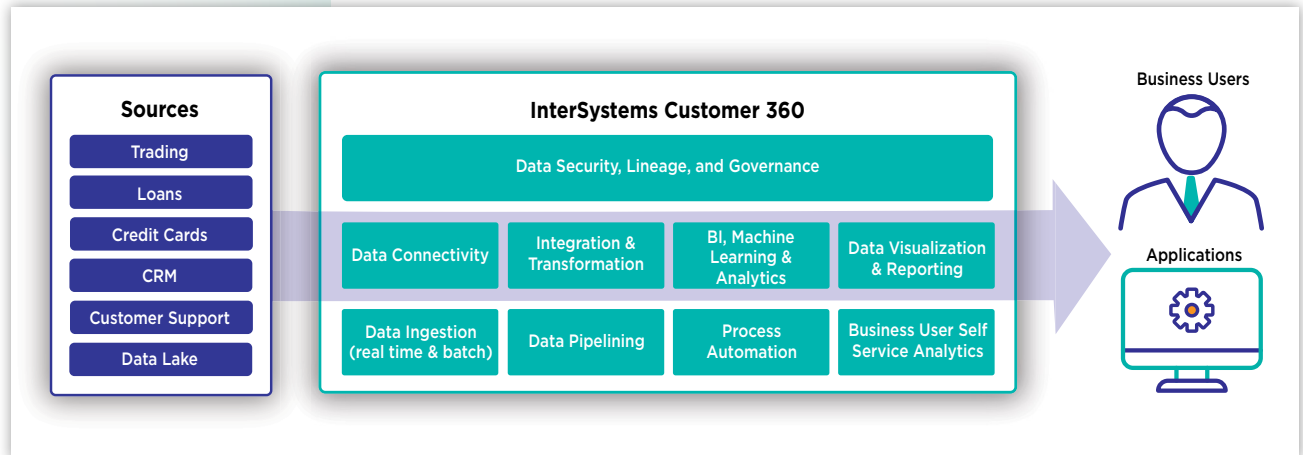 Sources
Trading
Loans
Credit Cards
CRM
Customer Support
Data Lake
InterSystems Customer 360
Data Security, Lineage, and Governance
Data Connectivity
Integration &
Transformation
BI, Machine
Learning &
Analytics
Data Visualization
& Reporting
Data Ingestion
(real time & batch)
Data Pipelining
Process
Automation
Business User Self
Service Analytics
Business Users
Applications